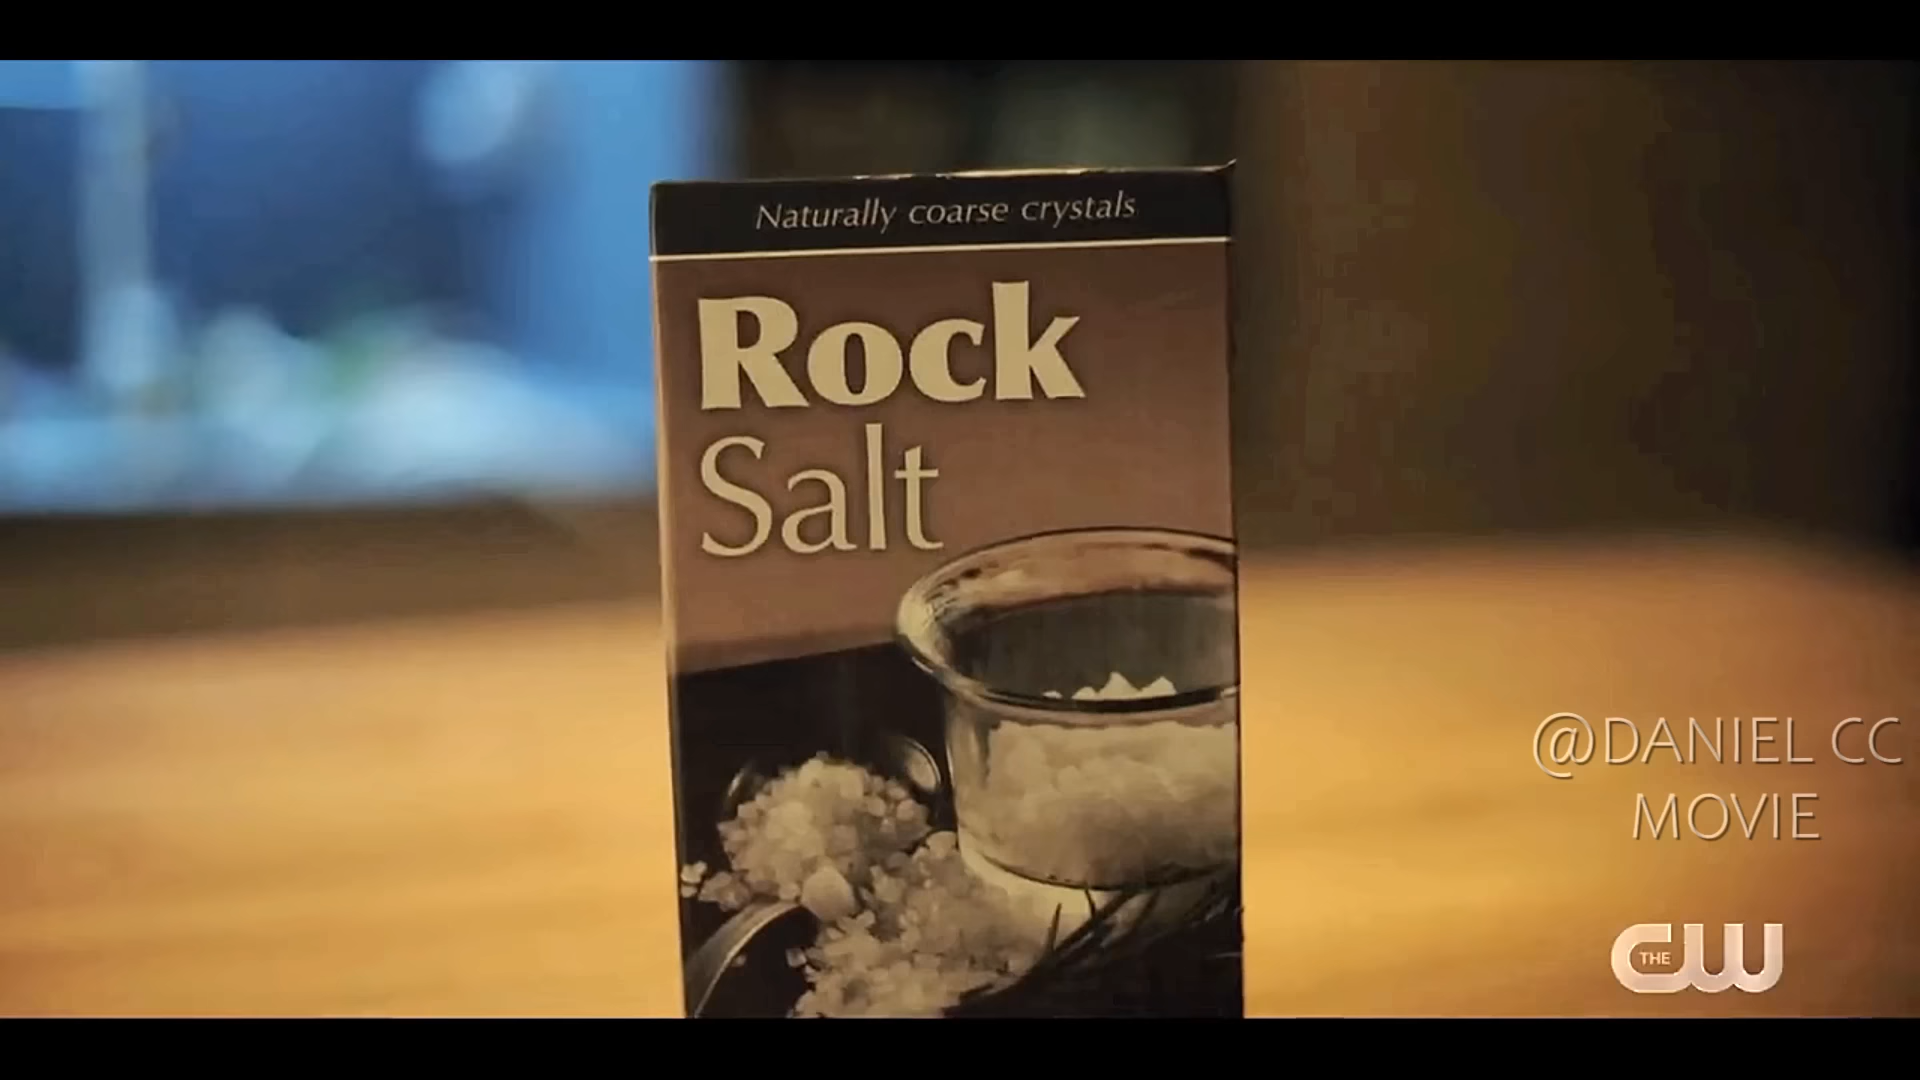 Naturally coarse crystals
Rock
Salt
@DANIEL CC
MOVIE
THE CW